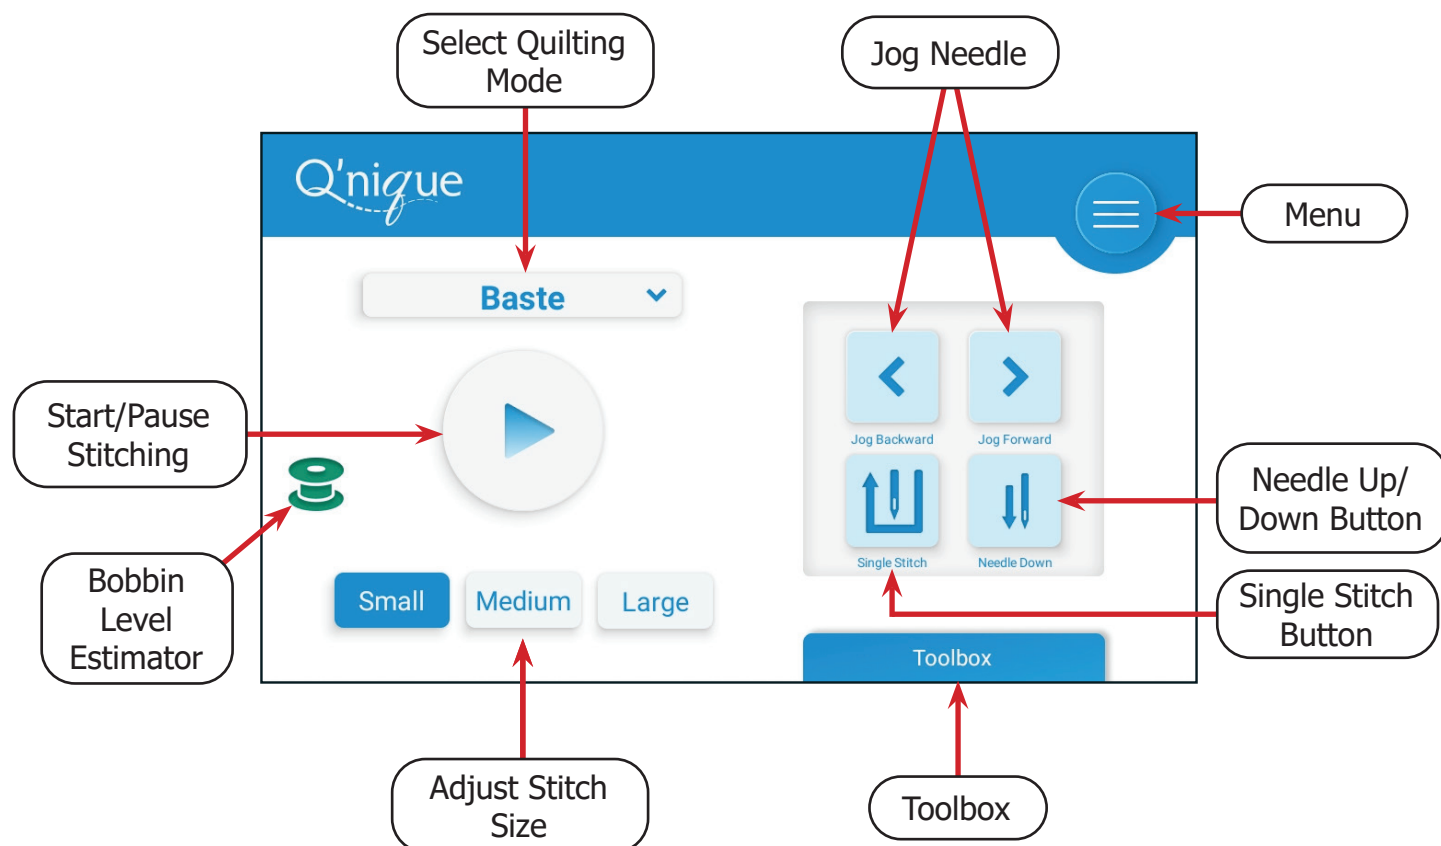 Select Quilting
Mode
Jog Needle
Q'nique
Menu
Baste
Start/Pause
Stitching
Jog Backward
Jog Forward
Needle Up/
Down Button
Single Stitch
Needle Down
Bobbin
Level
Estimator
Small
Medium
Large
Single Stitch
Button
Toolbox
Adjust Stitch
Size
Toolbox